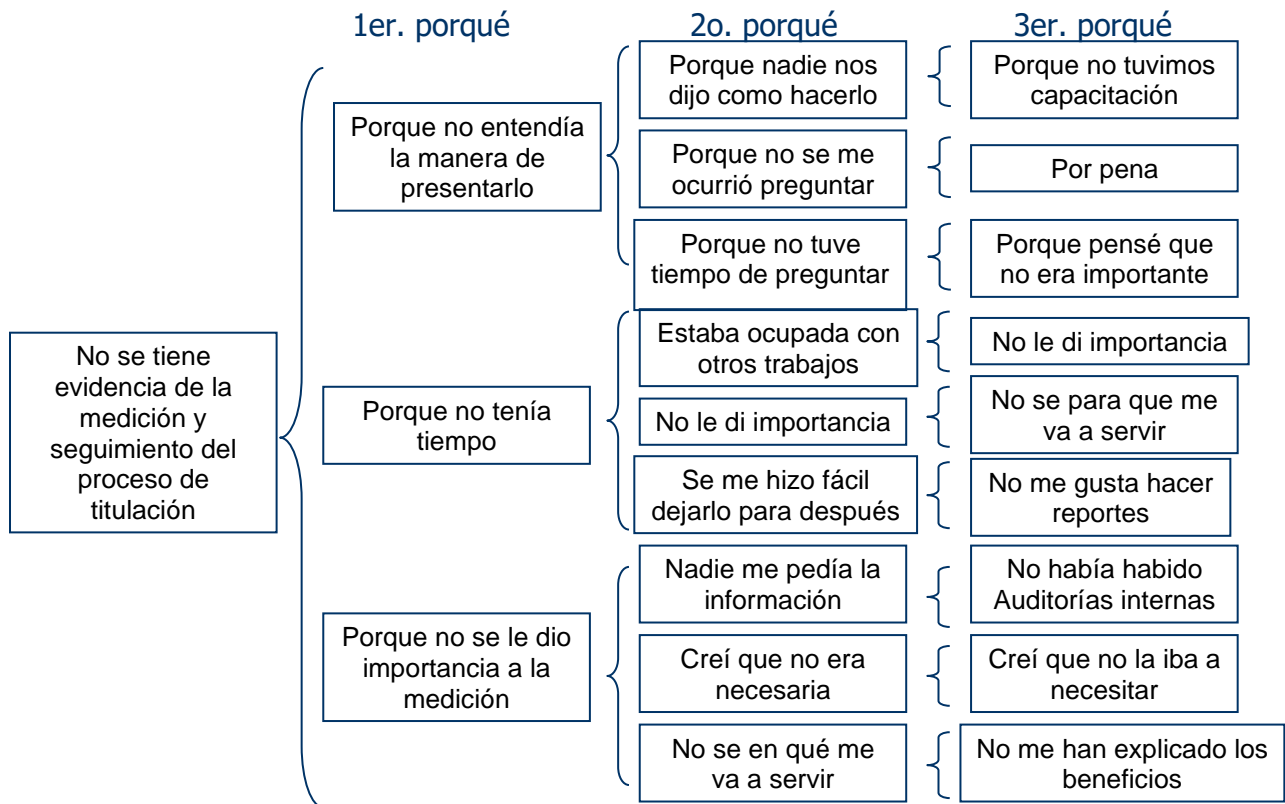 1er. porqué
2o. porqué
3er. porqué
No se tiene
evidencia de la
medición y
seguimiento del
proceso de
titulación
Porque no entendía
la manera de
presentarlo
Porque nadie nos
dijo como hacerlo
Porque no tuvimos
capacitación
Porque no se me
ocurrió preguntar
Por pena
Porque no tuve
tiempo de preguntar
Porque pensé que
no era importante
Porque no tenía
tiempo
Estaba ocupada con
otros trabajos
No le di importancia
No le di importancia
No se para que me
va a servir
Se me hizo fácil
dejarlo para después
No me gusta hacer
reportes
Porque no se le dio
importancia a la
medición
Nadie me pedía la
información
No había habido
Auditorías internas
Creí que no era
necesaria
Creí que no la iba a
necesitar
No se en qué me
va a servir
No me han explicado los
beneficios